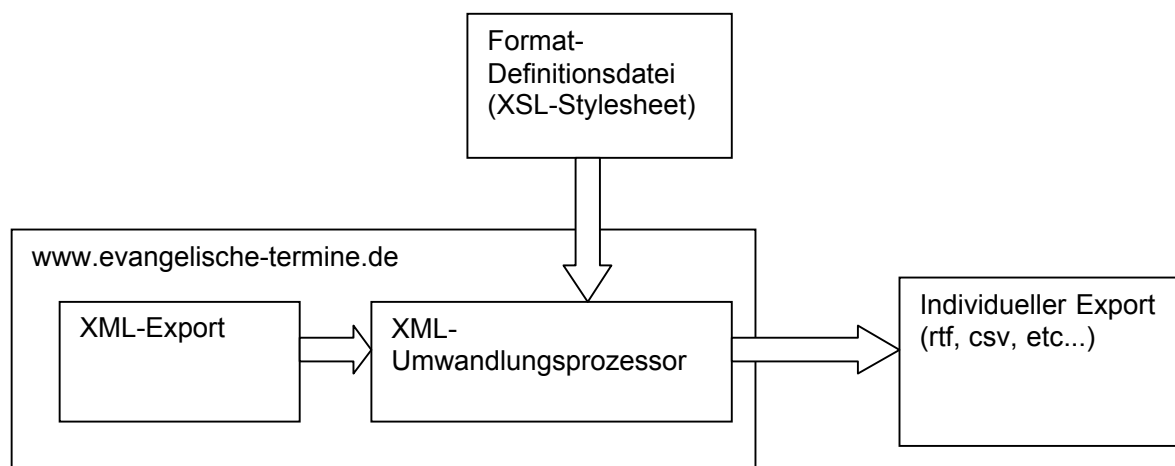 Format-
Definitionsdatei
(XSL-Stylesheet)
www.evangelische-termine.de
XML-Export
XML-
Umwandlungsprozessor
Individueller Export
(rtf, csv, etc...)